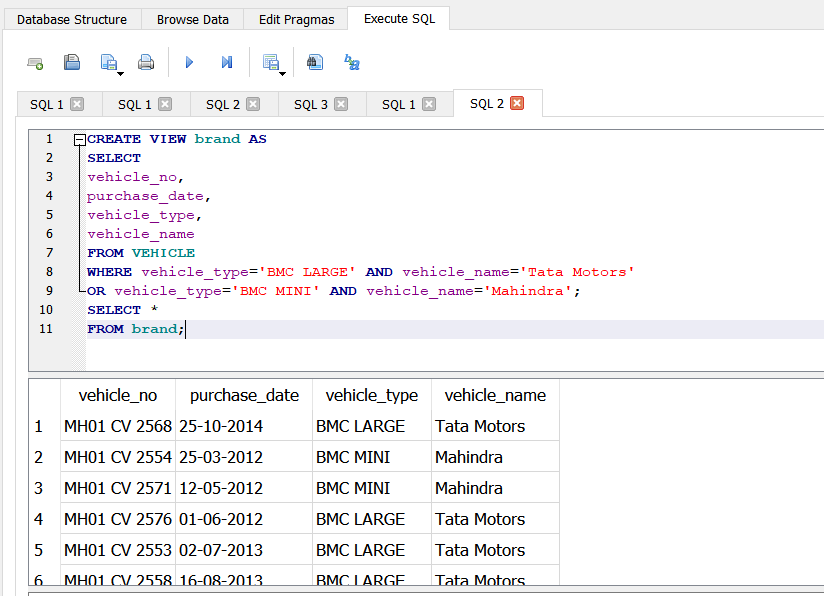 Database Structure Browse Data Edit Pragmas Execute SQL
SQL 1 SQL 1 SQL 2 SQL 3 SQL 1 SQL 2
1 CREATE VIEW brand AS
2 SELECT
3 vehicle_no,
4 purchase_date,
5 vehicle_type,
6 vehicle_name
7 FROM VEHICLE
8 WHERE vehicle_type='BMC LARGE' AND vehicle_name='Tata Motors'
9 OR vehicle_type='BMC MINI' AND vehicle_name='Mahindra';
10 SELECT *
11 FROM brand;
vehicle_no purchase_date vehicle_type vehicle_name
1 MH01 CV 2568 25-10-2014 BMC LARGE Tata Motors
2 MH01 CV 2554 25-03-2012 BMC MINI Mahindra
3 MH01 CV 2571 12-05-2012 BMC MINI Mahindra
4 MH01 CV 2576 01-06-2012 BMC LARGE Tata Motors
5 MH01 CV 2553 02-07-2013 BMC LARGE Tata Motors
6 MH01 CV 2558 16-08-2013 BMC LARGE Tata Motors